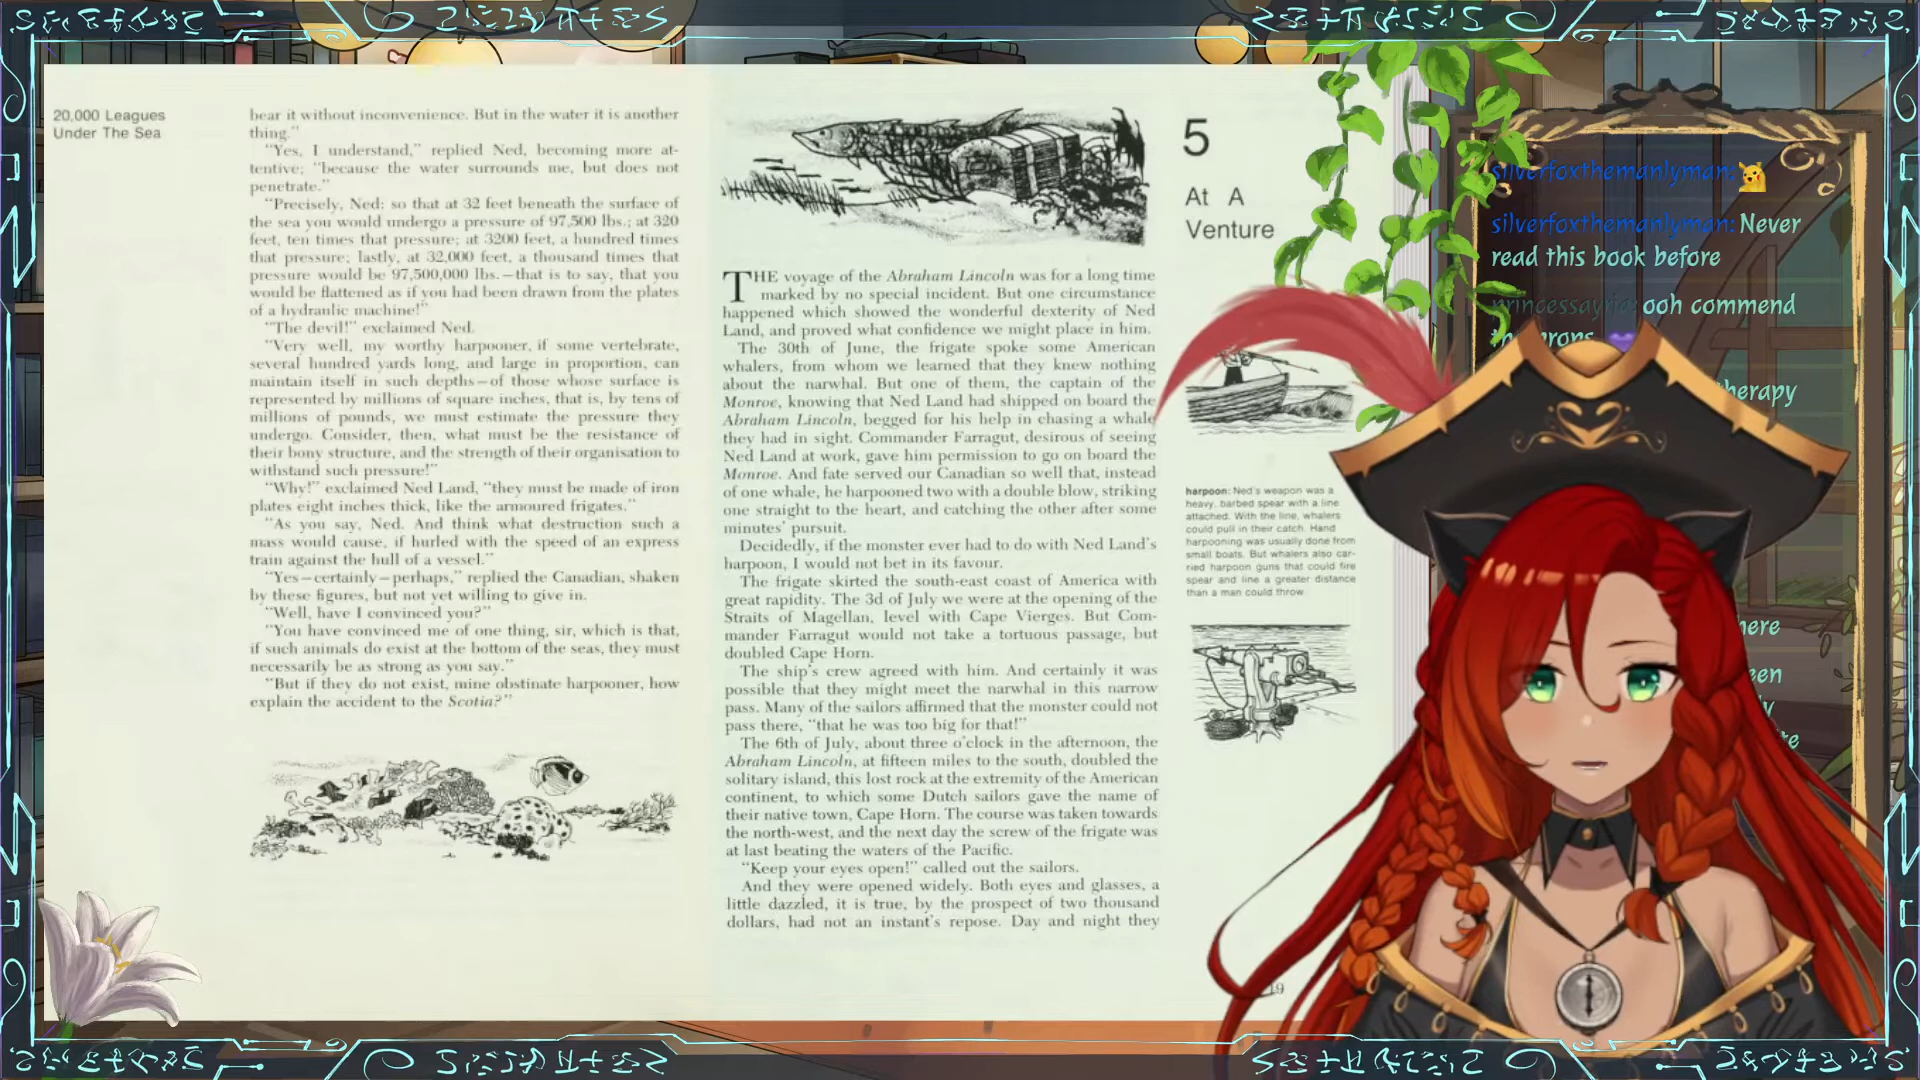 20,000 Leagues
Under The Sea
bear it without inconvenience. But in the water it is another
thing."
"Yes, I understand," replied Ned, becoming more at-
tentive; "because the water surrounds me, but does not
penetrate."
"Precisely, Ned: so that at 32 feet beneath the surface of
the sea you would undergo a pressure of 97,500 lbs.; at 320
feet, ten times that pressure; at 3200 feet, a hundred times
that pressure; lastly, at 32,000 feet, a thousand times that
pressure would be 97,500,000 lbs.—that is to say, that you
would be flattened as if you had been drawn from the plates
of a hydraulic machine!"
"The devil!" exclaimed Ned.
"Very well, my worthy harpooner, if some vertebrate,
several hundred yards long, and large in proportion, can
maintain itself in such depths—of those whose surface is
represented by millions of square inches, that is, by tens of
millions of pounds, we must estimate the pressure they
undergo. Consider, then, what must be the resistance of
their bony structure, and the strength of their organisation to
withstand such pressure!"
"Why!" exclaimed Ned Land, "they must be made of iron
plates eight inches thick, like the armoured frigates."
"As you say, Ned. And think what destruction such a
mass would cause, if hurled with the speed of an express
train against the hull of a vessel."
"Yes—certainly—perhaps," replied the Canadian, shaken
by these figures, but not yet willing to give in.
"Well, have I convinced you?"
"You have convinced me of one thing, sir, which is that,
if such animals do exist at the bottom of the seas, they must
necessarily be as strong as you say."
"But if they do not exist, mine obstinate harpooner, how
explain the accident to the Scotia?"
5
At A
Venture
THE voyage of the Abraham Lincoln was for a long time
marked by no special incident. But one circumstance
happened which showed the wonderful dexterity of Ned
Land, and proved what confidence we might place in him.
The 30th of June, the frigate spoke some American
whalers, from whom we learned that they knew nothing
about the narwhal. But one of them, the captain of the
Monroe, knowing that Ned Land had shipped on board the
Abraham Lincoln, begged for his help in chasing a whale
they had in sight. Commander Farragut, desirous of seeing
Ned Land at work, gave him permission to go on board the
Monroe. And fate served our Canadian so well that, instead
of one whale, he harpooned two with a double blow, striking
one straight to the heart, and catching the other after some
minutes' pursuit.
Decidedly, if the monster ever had to do with Ned Land's
harpoon, I would not bet in its favour.
The frigate skirted the south-east coast of America with
great rapidity. The 3d of July we were at the opening of the
Straits of Magellan, level with Cape Vierges. But Com-
mander Farragut would not take a tortuous passage, but
doubled Cape Horn.
The ship's crew agreed with him. And certainly it was
possible that they might meet the narwhal in this narrow
pass. Many of the sailors affirmed that the monster could not
pass there, "that he was too big for that!"
The 6th of July, about three o'clock in the afternoon, the
Abraham Lincoln, at fifteen miles to the south, doubled the
solitary island, this lost rock at the extremity of the American
continent, to which some Dutch sailors gave the name of
their native town, Cape Horn. The course was taken towards
the north-west, and the next day the screw of the frigate was
at last beating the waters of the Pacific.
"Keep your eyes open!" called out the sailors.
And they were opened widely. Both eyes and glasses, a
little dazzled, it is true, by the prospect of two thousand
dollars, had not an instant's repose. Day and night they
harpoon: Ned's weapon was a
heavy, barbed spear with a line
attached. With the line, whalers
could pull in their catch. Hand
harpooning was usually done from
small boats. But whalers also car-
ried harpoon guns that could fire
spear and line a greater distance
than a man could throw.
19
silverfoxthemanlyman:
silverfoxthemanlyman: Never
read this book before
princessayria: ooh commend
therapy